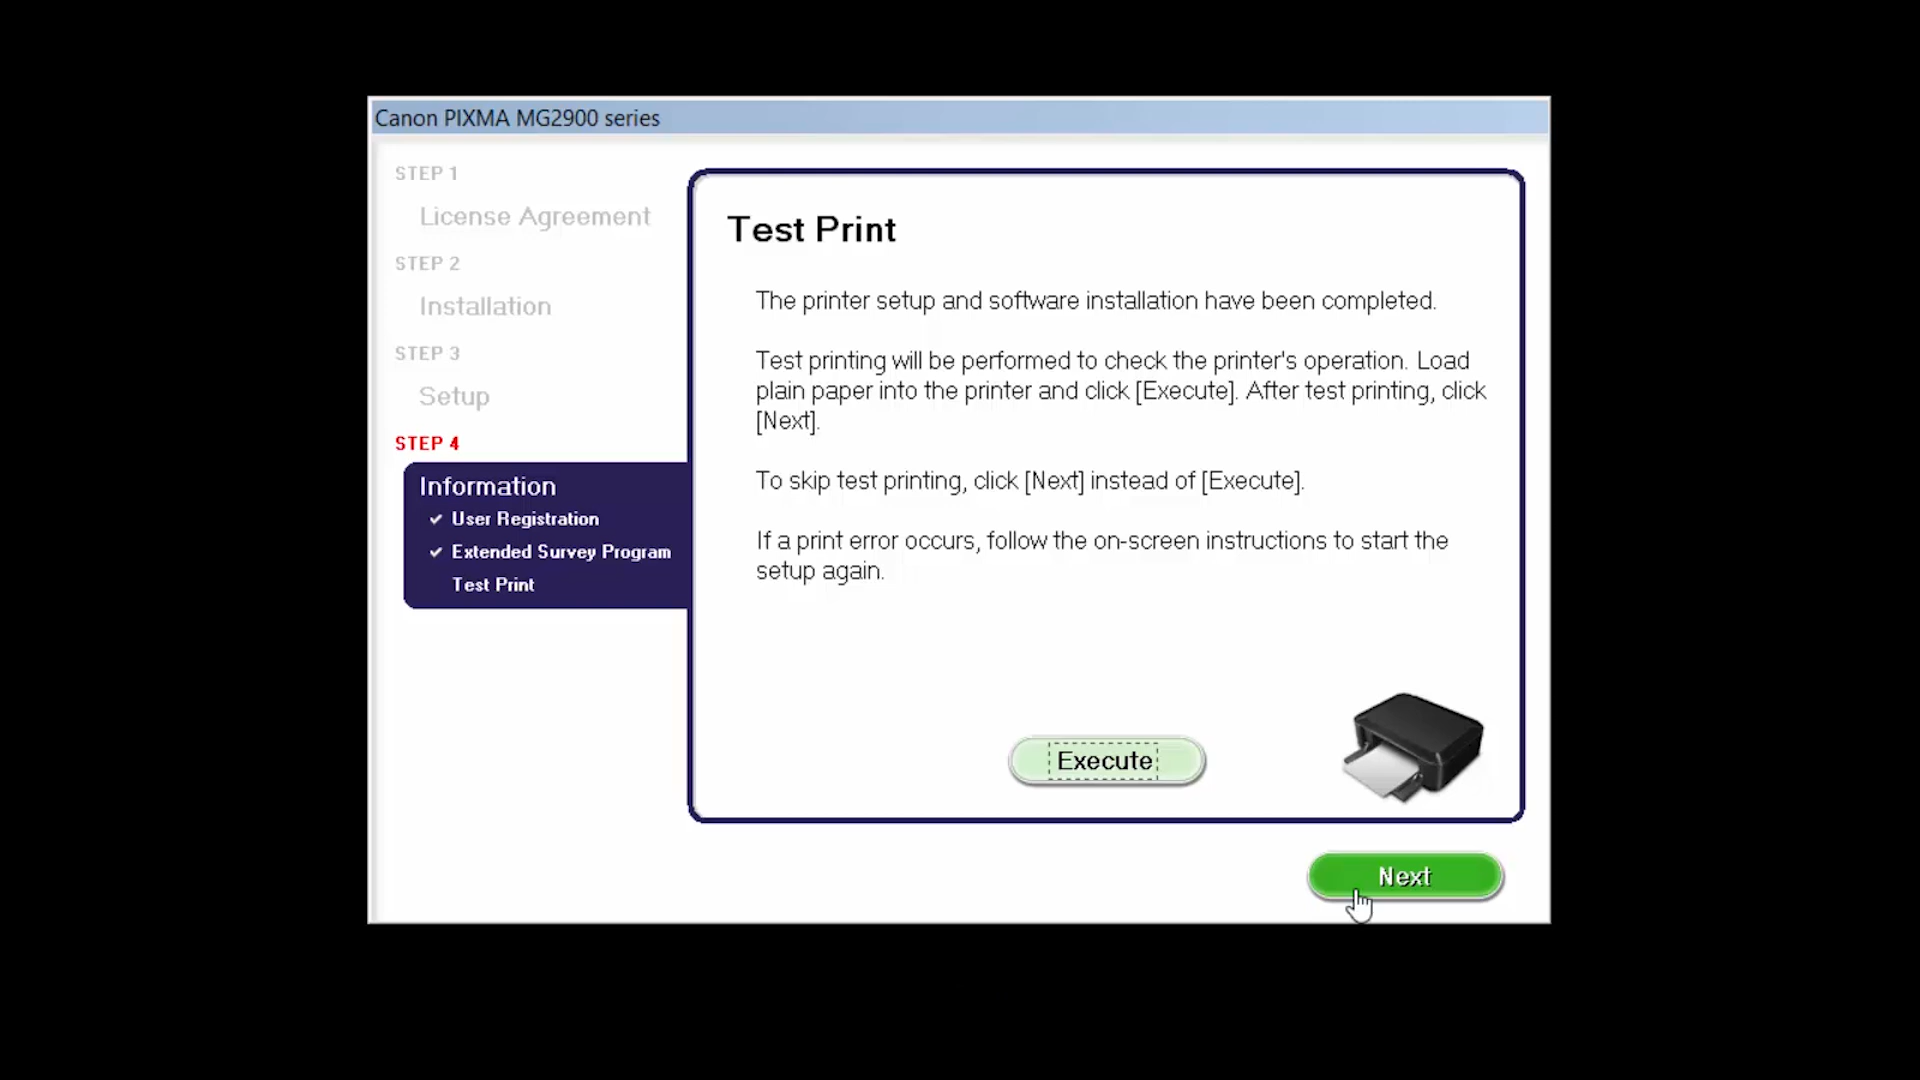 Canon PIXMA MG2900 series
STEP 1
License Agreement
STEP 2
Installation
STEP 3
Setup
STEP 4
Information
User Registration
Extended Survey Program
Test Print
Test Print
The printer setup and software installation have been completed.
Test printing will be performed to check the printer's operation. Load
plain paper into the printer and click [Execute]. After test printing, click
[Next].
To skip test printing, click [Next] instead of [Execute].
If a print error occurs, follow the on-screen instructions to start the
setup again.
Execute
Next